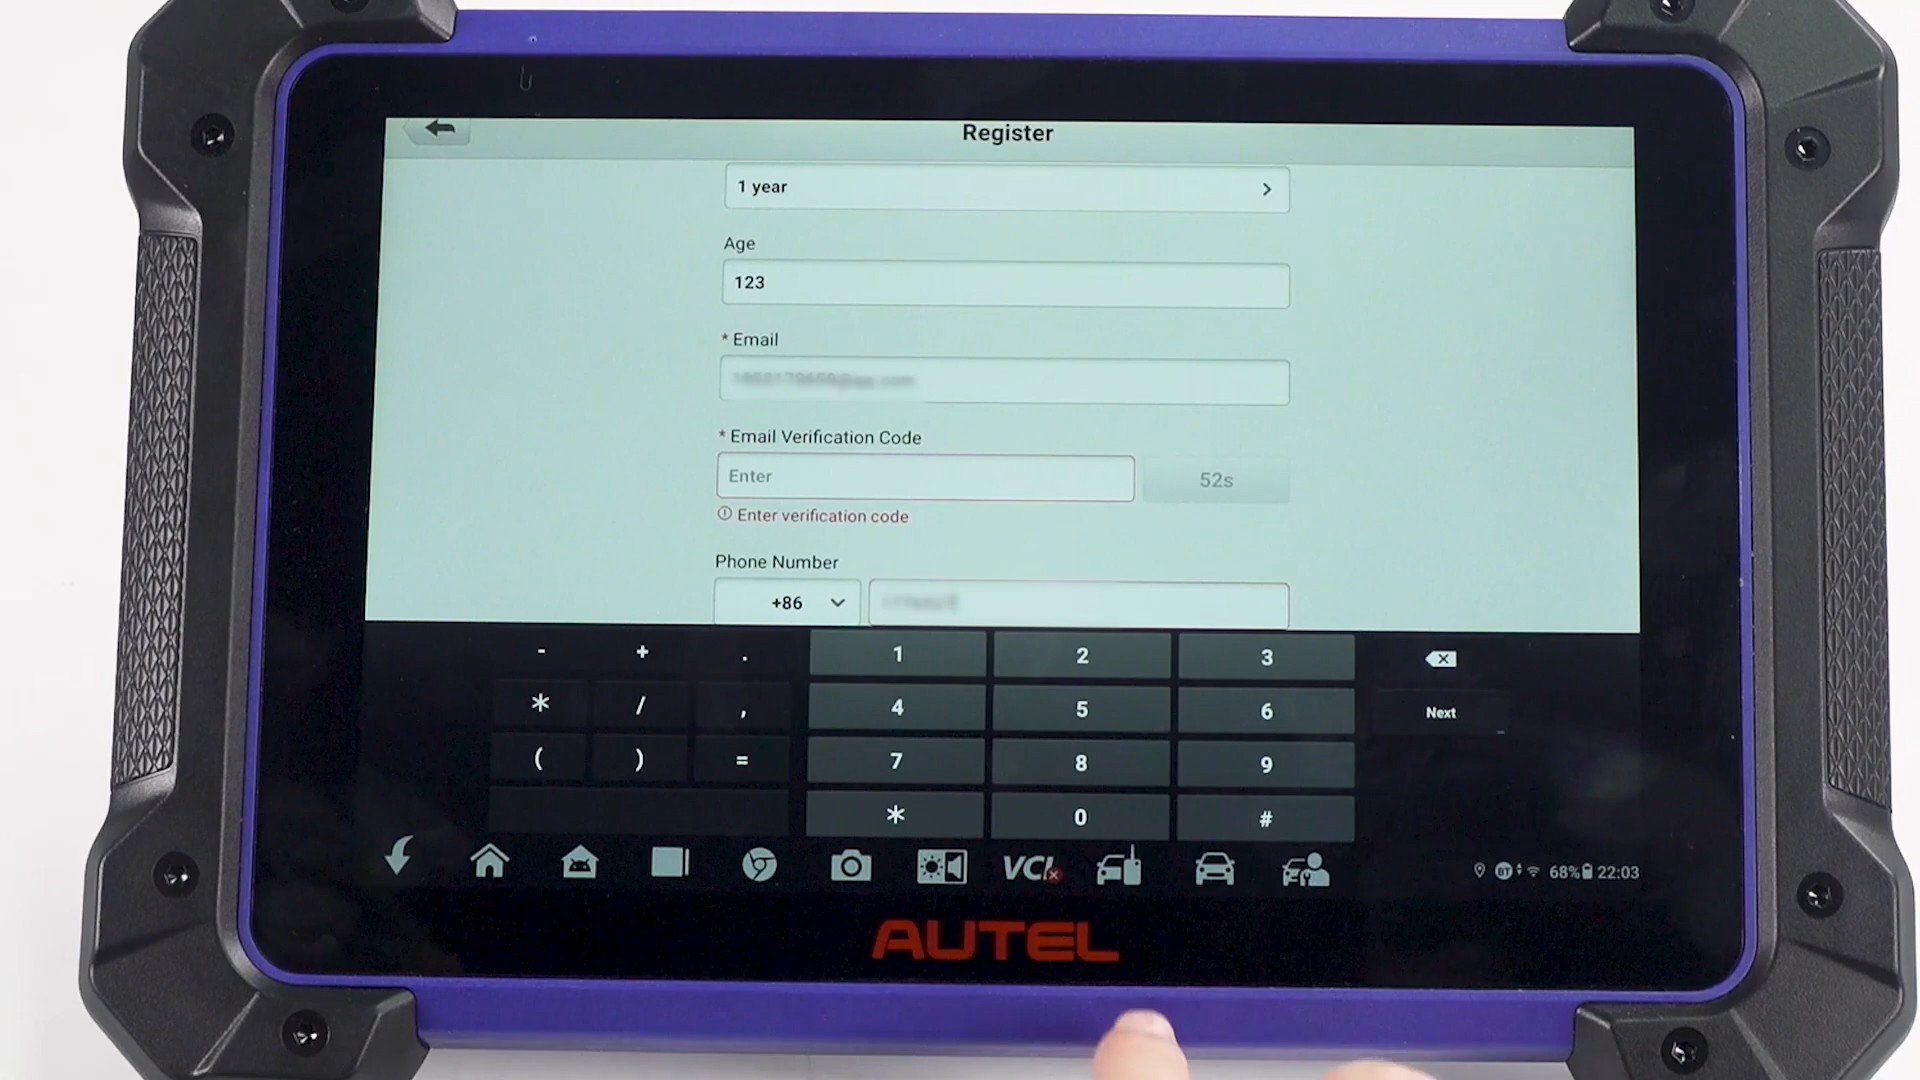 Register
1 year
Age
123
* Email
* Email Verification Code
Enter
52s
Enter verification code
Phone Number
+86
- + . 1 2 3
* / , 4 5 6 Next
( ) = 7 8 9
* 0 #
VCI
BT 68% 22:03
AUTEL